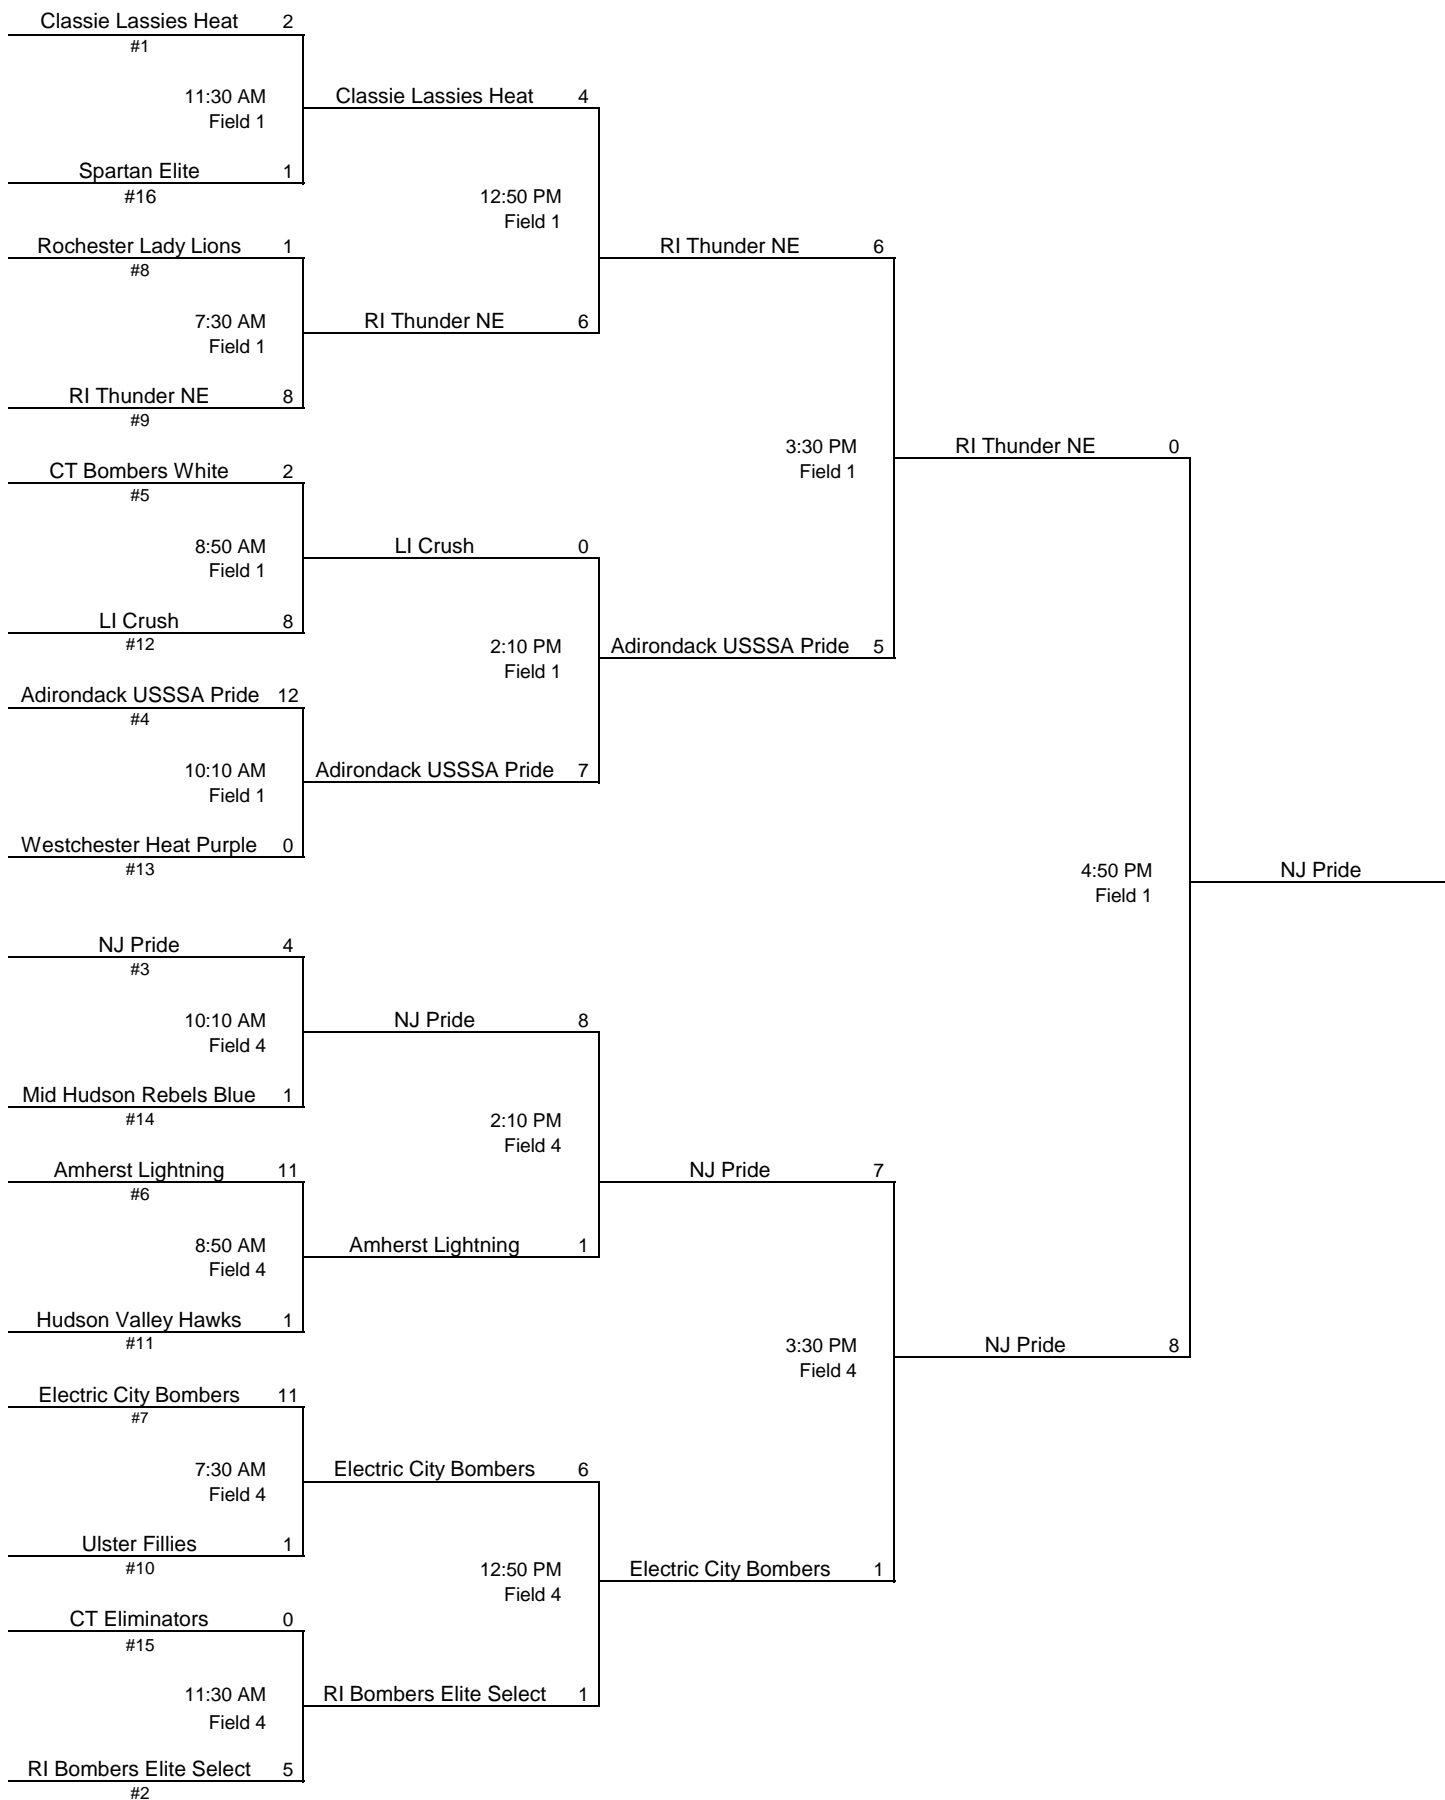 Classie Lassies Heat 2
#1
11:30 AM
Field 1
Classie Lassies Heat 4
Spartan Elite 1
#16
12:50 PM
Field 1
Rochester Lady Lions 1
#8
RI Thunder NE 6
7:30 AM
Field 1
RI Thunder NE 6
RI Thunder NE 8
#9
3:30 PM
Field 1
RI Thunder NE 0
CT Bombers White 2
#5
8:50 AM
Field 1
LI Crush 0
LI Crush 8
#12
2:10 PM
Field 1
Adirondack USSSA Pride 5
Adirondack USSSA Pride 12
#4
10:10 AM
Field 1
Adirondack USSSA Pride 7
Westchester Heat Purple 0
#13
4:50 PM
Field 1
NJ Pride
NJ Pride 4
#3
10:10 AM
Field 4
NJ Pride 8
Mid Hudson Rebels Blue 1
#14
2:10 PM
Field 4
Amherst Lightning 11
#6
NJ Pride 7
8:50 AM
Field 4
Amherst Lightning 1
Hudson Valley Hawks 1
#11
3:30 PM
Field 4
NJ Pride 8
Electric City Bombers 11
#7
7:30 AM
Field 4
Electric City Bombers 6
Ulster Fillies 1
#10
12:50 PM
Field 4
Electric City Bombers 1
CT Eliminators 0
#15
11:30 AM
Field 4
RI Bombers Elite Select 1
RI Bombers Elite Select 5
#2